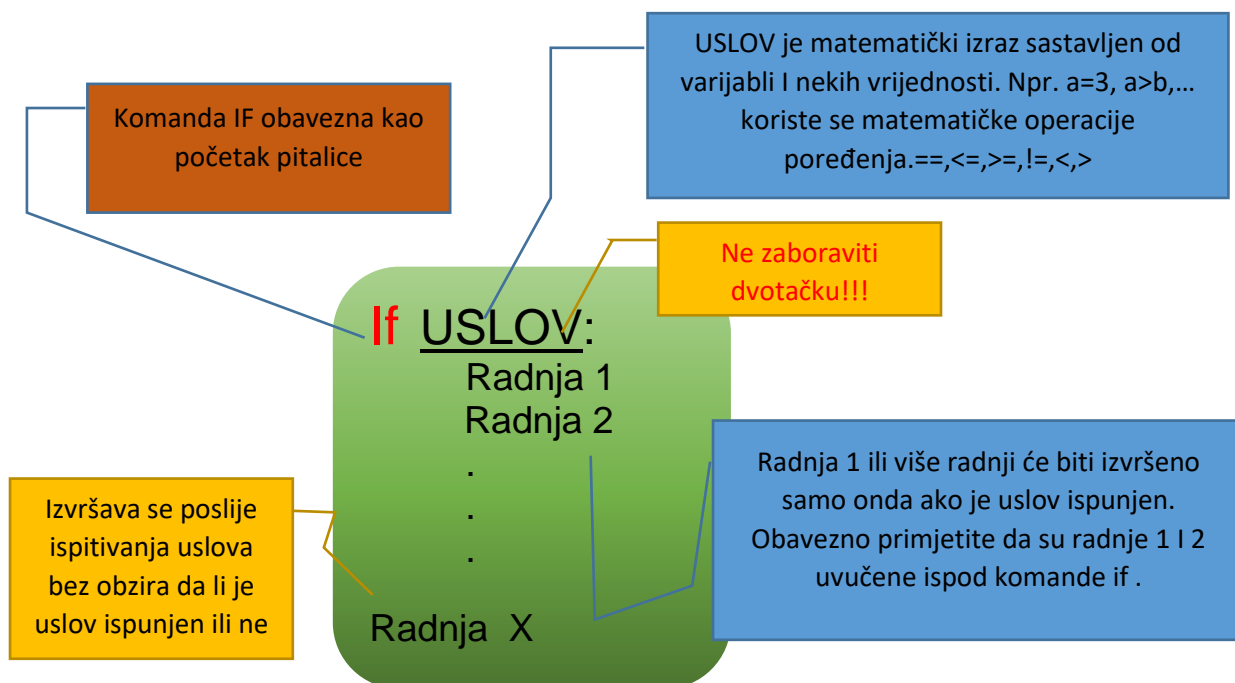 USLOV je matematički izraz sastavljen od
varijabli I nekih vrijednosti. Npr. a=3, a>b,…
koriste se matematičke operacije
poređenja.==,<=,>=,!=,<,>
Komanda IF obavezna kao
početak pitalice
Ne zaboraviti
dvotačku!!!
If USLOV:
Radnja 1
Radnja 2
.
.
.
Radnja X
Radnja 1 ili više radnji će biti izvršeno
samo onda ako je uslov ispunjen.
Obavezno primjetite da su radnje 1 I 2
uvučene ispod komande if .
Izvršava se poslije
ispitivanja uslova
bez obzira da li je
uslov ispunjen ili ne